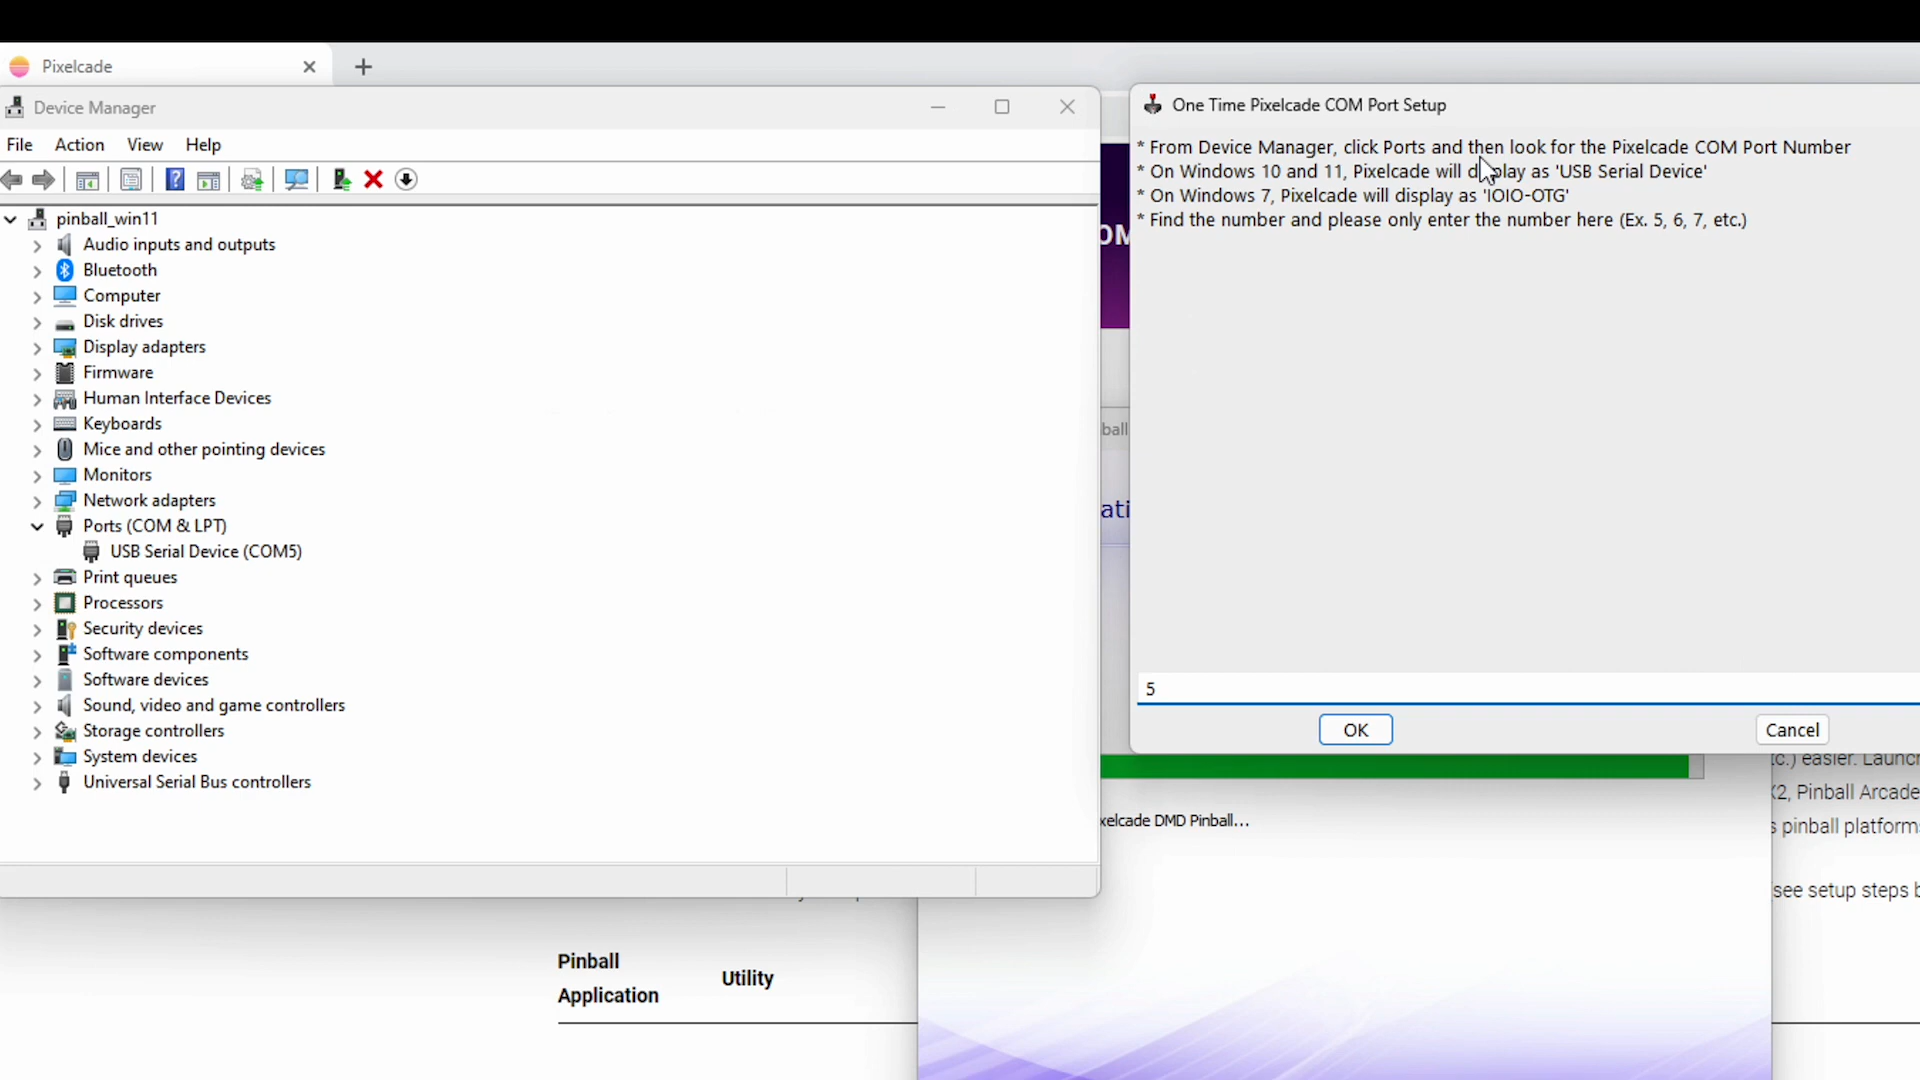 Pixelcade
Device Manager
File Action View Help
pinball_win11
Audio inputs and outputs
Bluetooth
Computer
Disk drives
Display adapters
Firmware
Human Interface Devices
Keyboards
Mice and other pointing devices
Monitors
Network adapters
Ports (COM & LPT)
USB Serial Device (COM5)
Print queues
Processors
Security devices
Software components
Software devices
Sound, video and game controllers
Storage controllers
System devices
Universal Serial Bus controllers
One Time Pixelcade COM Port Setup
* From Device Manager, click Ports and then look for the Pixelcade COM Port Number
* On Windows 10 and 11, Pixelcade will display as 'USB Serial Device'
* On Windows 7, Pixelcade will display as 'IOIO-OTG'
* Find the number and please only enter the number here (Ex. 5, 6, 7, etc.)
5
OK Cancel
OM
ball
ati
xelcade DMD Pinball...
tc.) easier. Launch
X2, Pinball Arcade
s pinball platform
see setup steps b
Pinball
Application
Utility